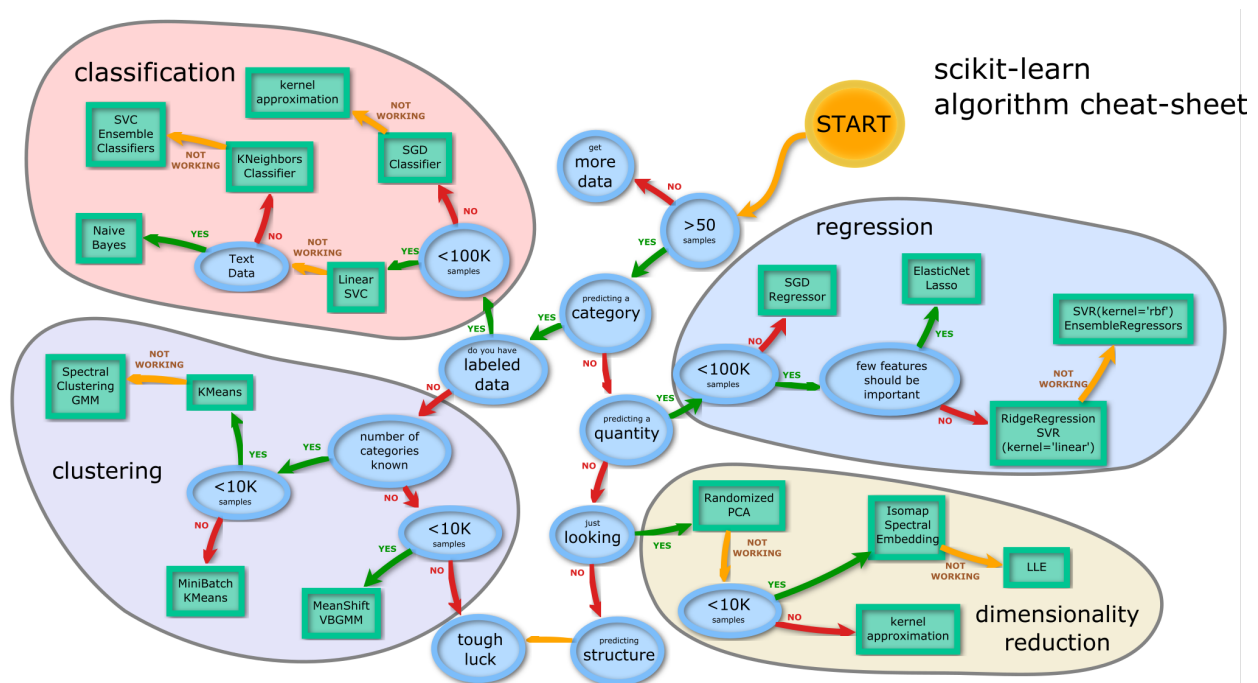 scikit-learn
algorithm cheat-sheet
START
classification
kernel
approximation
NOT
WORKING
SVC
Ensemble
Classifiers
NOT
WORKING
KNeighbors
Classifier
SGD
Classifier
NO
NO
Naive
Bayes
YES
Text
Data
NOT
WORKING
Linear
SVC
YES
<100K
samples
get
more
data
NO
>50
samples
YES
predicting a
category
YES
NO
do you have
labeled
data
YES
NO
predicting a
quantity
YES
NO
just
looking
YES
NO
predicting
structure
tough
luck
regression
SGD
Regressor
NO
<100K
samples
YES
ElasticNet
Lasso
YES
few features
should be
important
NO
SVR(kernel='rbf')
EnsembleRegressors
NOT
WORKING
RidgeRegression
SVR
(kernel='linear')
clustering
Spectral
Clustering
GMM
NOT
WORKING
KMeans
YES
<10K
samples
NO
MiniBatch
KMeans
YES
number of
categories
known
NO
<10K
samples
YES
NO
MeanShift
VBGMM
dimensionality
reduction
Randomized
PCA
NOT
WORKING
<10K
samples
YES
NO
Isomap
Spectral
Embedding
NOT
WORKING
LLE
kernel
approximation